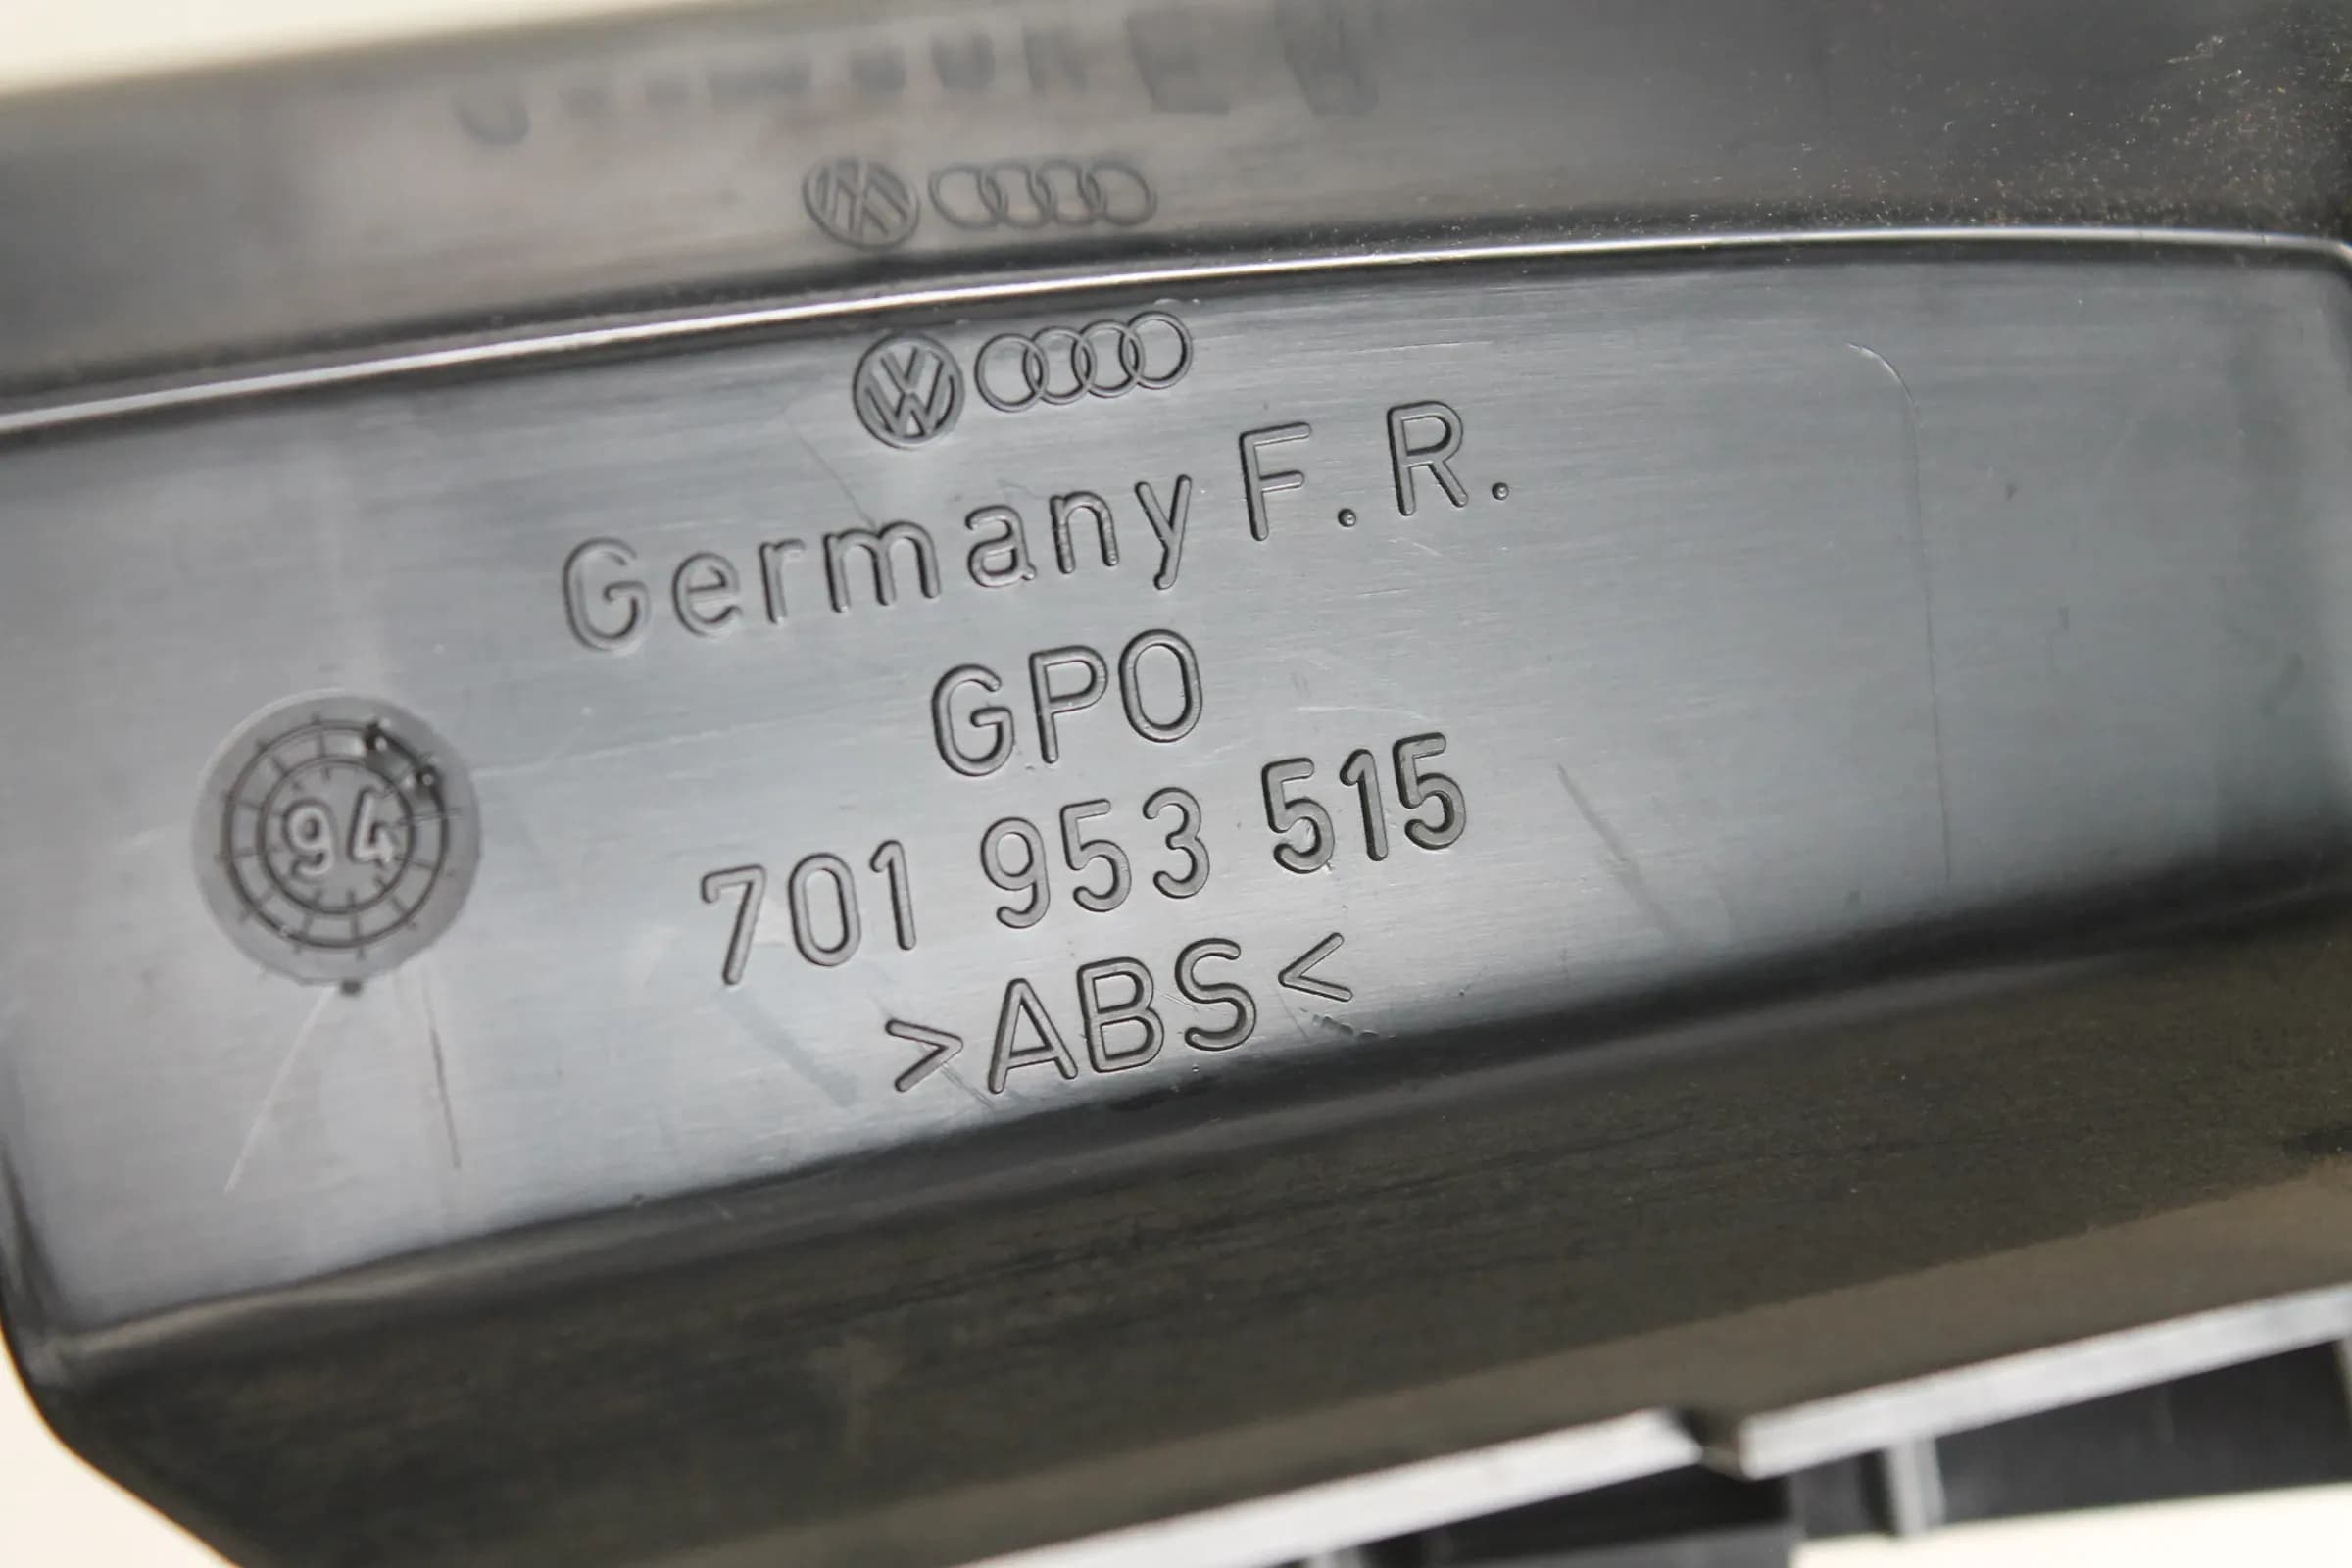 Germany F.R.
GPO
94
701 953 515
>ABS<